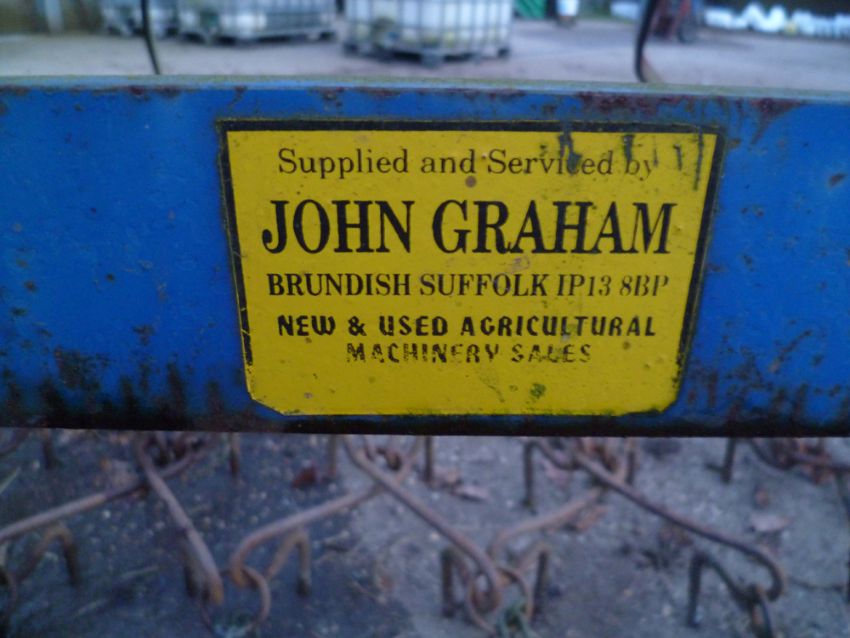 Supplied and Serviced by
JOHN GRAHAM
BRUNDISH SUFFOLK IP13 8BP
NEW & USED AGRICULTURAL
MACHINERY SALES